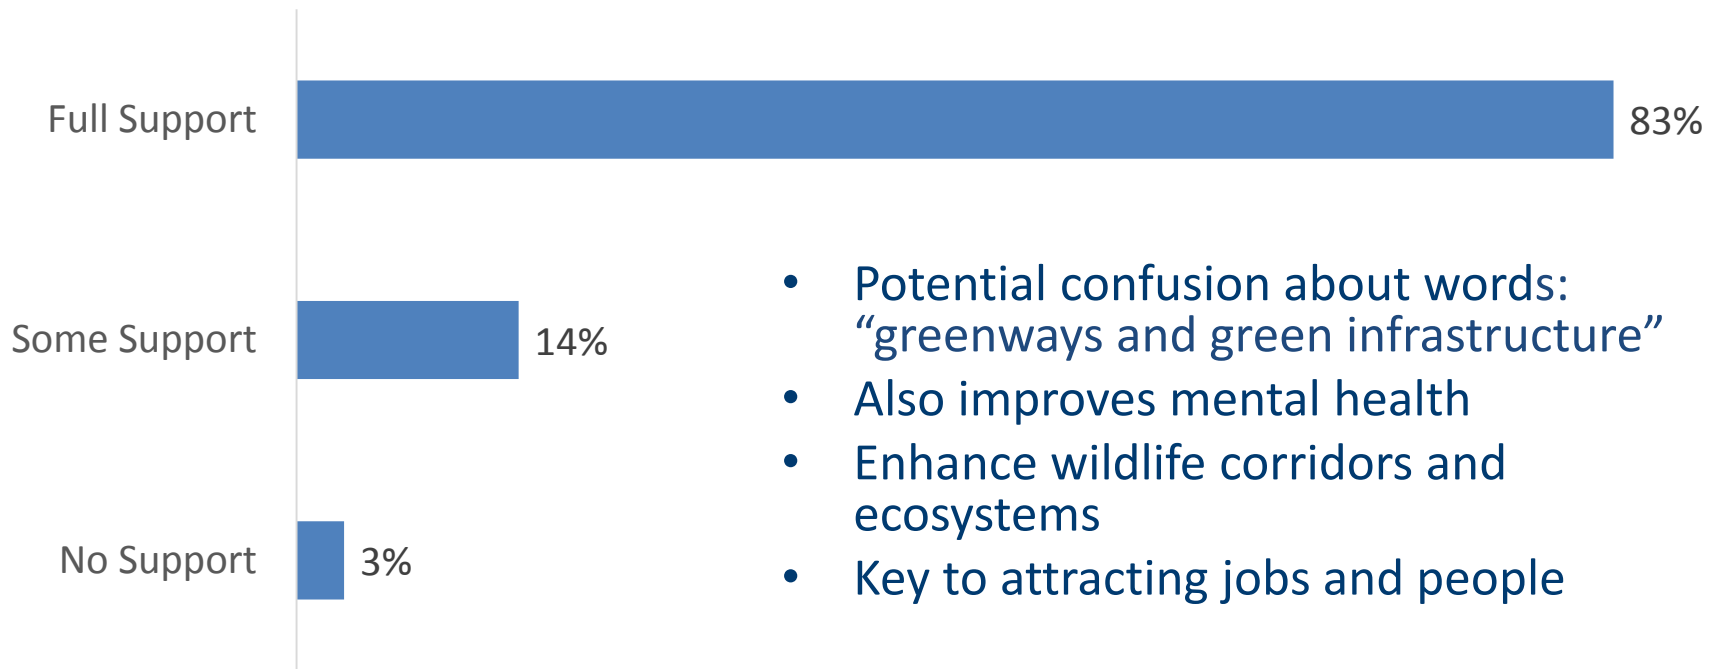 Full Support
83%
Some Support
14%
No Support
3%
• Potential confusion about words:
“greenways and green infrastructure”
• Also improves mental health
• Enhance wildlife corridors and
ecosystems
• Key to attracting jobs and people